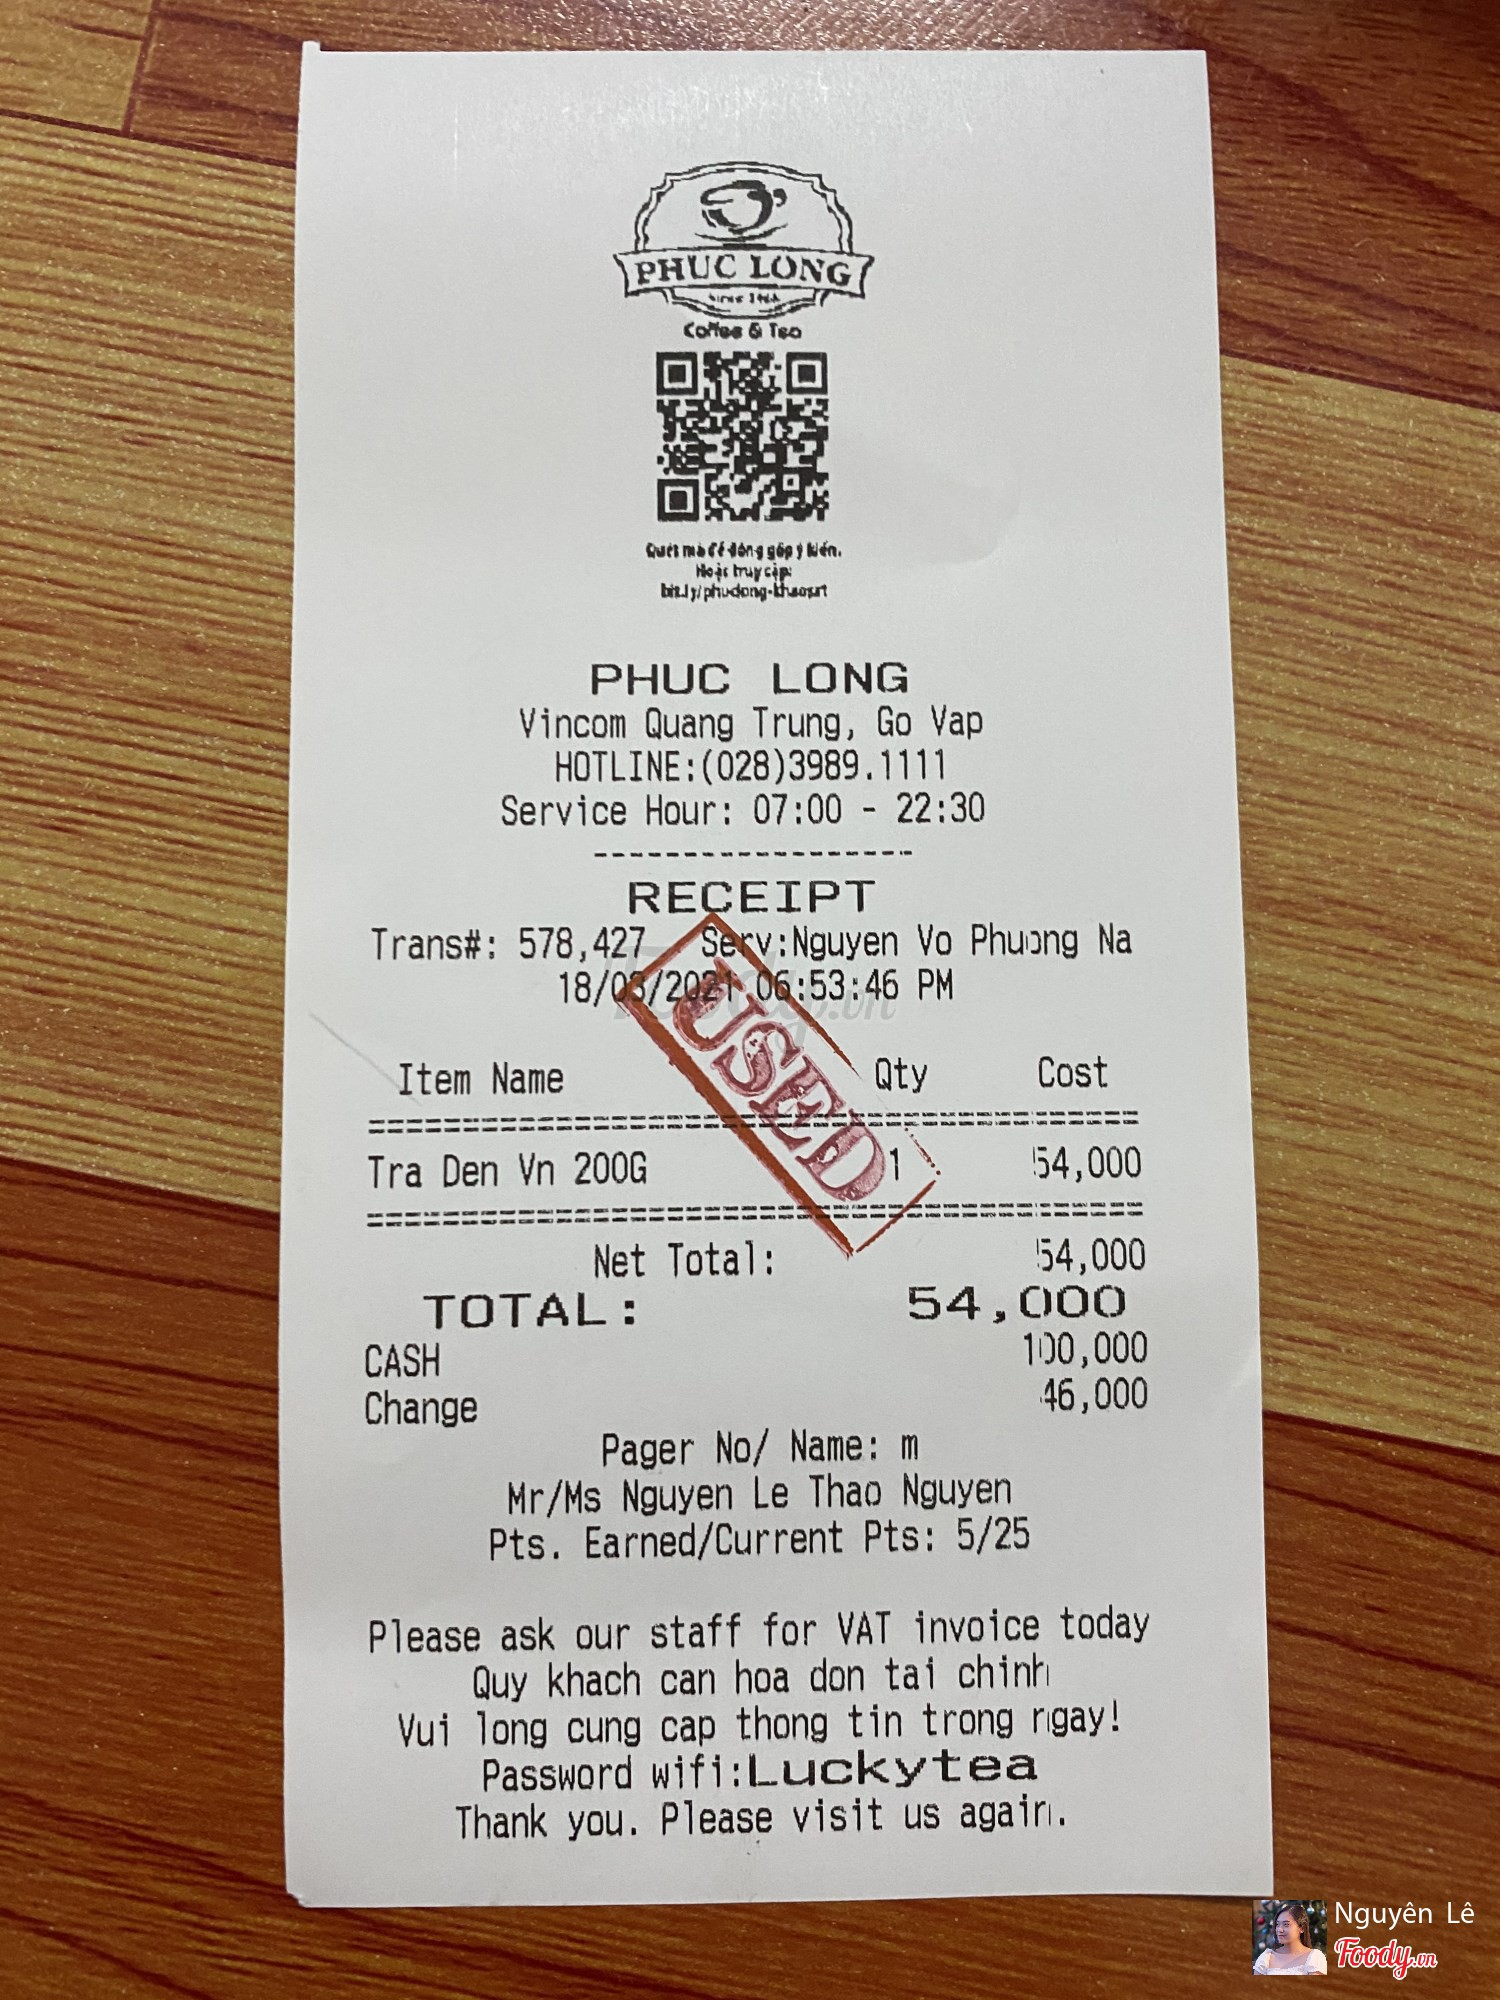 PHUC LONG
Coffee & Tea
Quét mã để đóng góp ý kiến.
Hoặc truy cập:
PHUC LONG
Vincom Quang Trung, Go Vap
HOTLINE:(028)3989.1111
Service Hour: 07:00 - 22:30
------------------
RECEIPT
Trans#: 578,427 Serv:Nguyen Vo Phuong Na
18/03/2021 06:53:46 PM
Item Name Qty Cost
Tra Den Vn 200G 1 54,000
Net Total: 54,000
TOTAL: 54,000
CASH 100,000
Change 46,000
Pager No/ Name: m
Mr/Ms Nguyen Le Thao Nguyen
Pts. Earned/Current Pts: 5/25
Please ask our staff for VAT invoice today
Quy khach can hoa don tai chinh
Vui long cung cap thong tin trong ngay!
Password wifi:Luckytea
Thank you. Please visit us again.
USED
Foody.vn
Nguyên Lê
Foody.vn